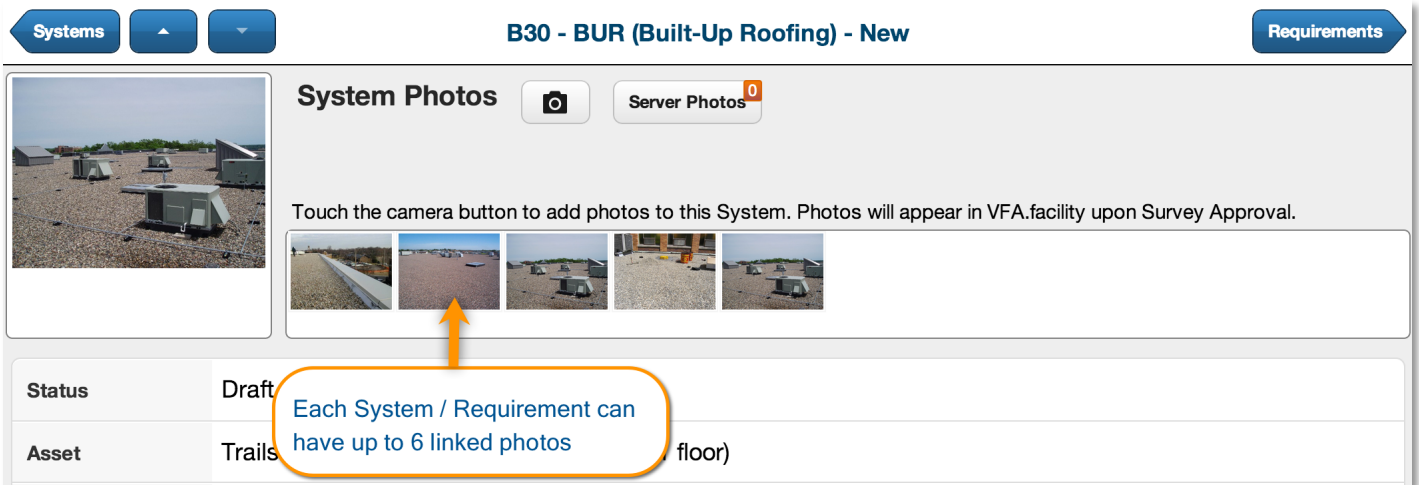 Systems
B30 - BUR (Built-Up Roofing) - New
Requirements
System Photos
Server Photos
0
Touch the camera button to add photos to this System. Photos will appear in VFA.facility upon Survey Approval.
Status
Draft
Each System / Requirement can
have up to 6 linked photos
Asset
Trails
floor)